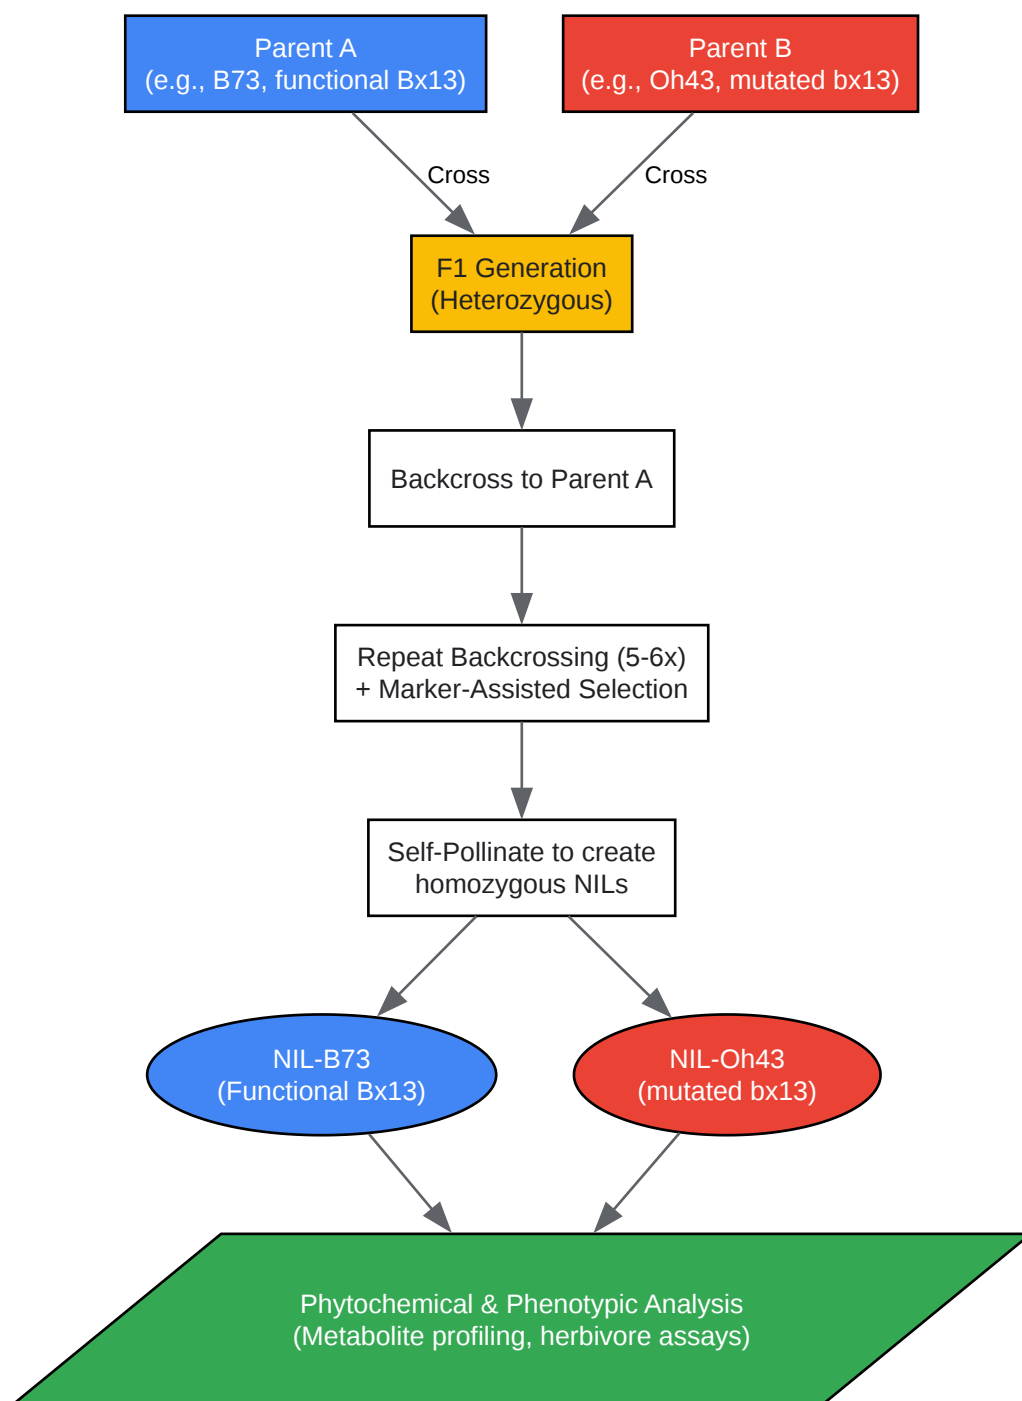 Parent A
(e.g., B73, functional Bx13)
Parent B
(e.g., Oh43, mutated bx13)
Cross
Cross
F1 Generation
(Heterozygous)
Backcross to Parent A
Repeat Backcrossing (5-6x)
+ Marker-Assisted Selection
Self-Pollinate to create
homozygous NILs
NIL-B73
(Functional Bx13)
NIL-Oh43
(mutated bx13)
Phytochemical & Phenotypic Analysis
(Metabolite profiling, herbivore assays)